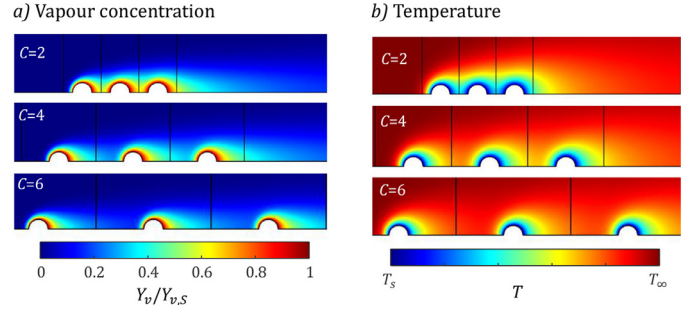 a) Vapour concentration
C=2
C=4
C=6
0 0.2 0.4 0.6 0.8 1
Y_v/Y_{v,S}
b) Temperature
C=2
C=4
C=6
T_s T_∞
T